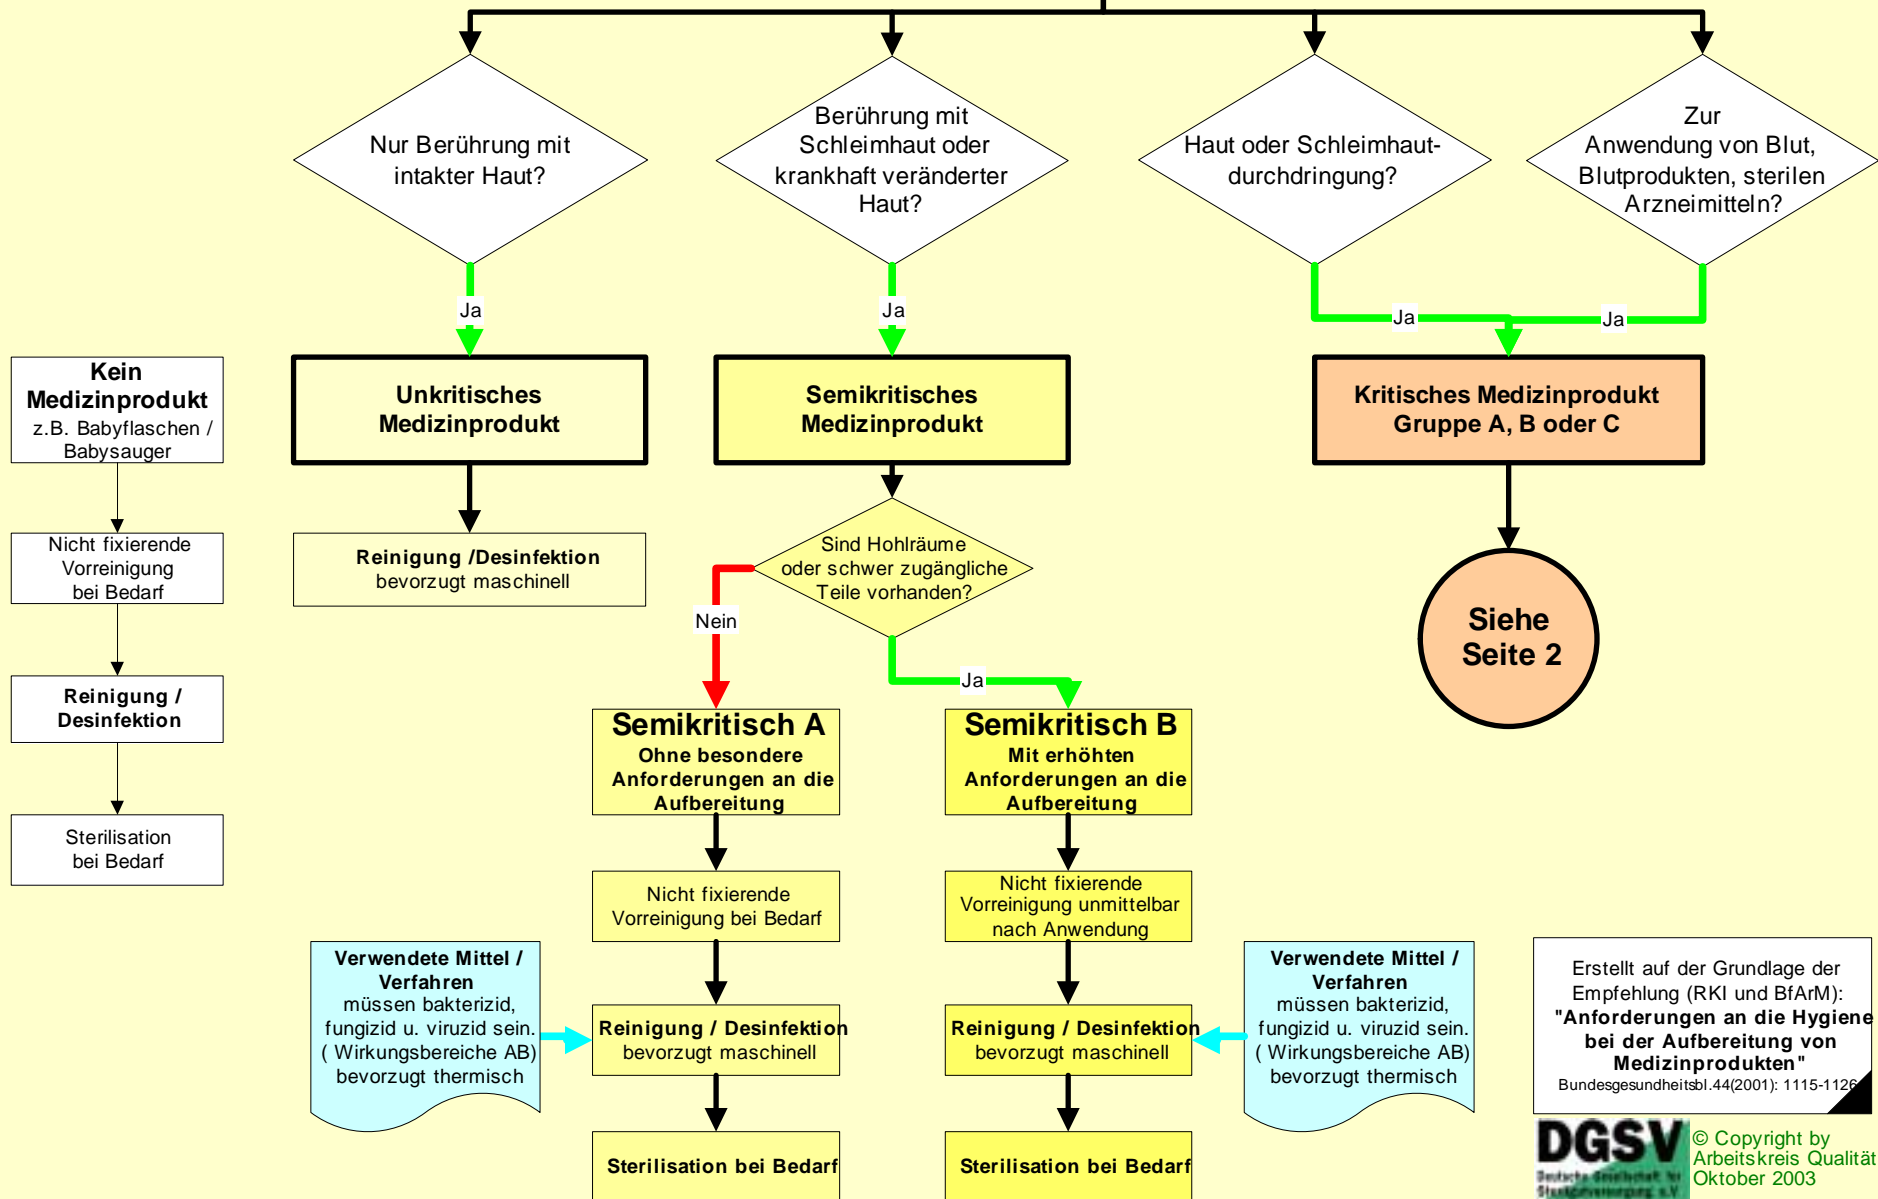 Nur Berührung mit
intakter Haut?
Berührung mit
Schleimhaut oder
krankhaft veränderter
Haut?
Haut oder Schleimhaut-
durchdringung?
Zur
Anwendung von Blut,
Blutprodukten, sterilen
Arzneimitteln?
Ja
Ja
Ja
Ja
Kein
Medizinprodukt
z.B. Babyflaschen /
Babysauger
Unkritisches
Medizinprodukt
Semikritisches
Medizinprodukt
Kritisches Medizinprodukt
Gruppe A, B oder C
Nicht fixierende
Vorreinigung
bei Bedarf
Reinigung /Desinfektion
bevorzugt maschinell
Sind Hohlräume
oder schwer zugängliche
Teile vorhanden?
Siehe
Seite 2
Nein
Ja
Reinigung /
Desinfektion
Semikritisch A
Ohne besondere
Anforderungen an die
Aufbereitung
Semikritisch B
Mit erhöhten
Anforderungen an die
Aufbereitung
Sterilisation
bei Bedarf
Nicht fixierende
Vorreinigung bei Bedarf
Nicht fixierende
Vorreinigung unmittelbar
nach Anwendung
Verwendete Mittel /
Verfahren
müssen bakterizid,
fungizid u. viruzid sein.
( Wirkungsbereiche AB)
bevorzugt thermisch
Reinigung / Desinfektion
bevorzugt maschinell
Reinigung / Desinfektion
bevorzugt maschinell
Verwendete Mittel /
Verfahren
müssen bakterizid,
fungizid u. viruzid sein.
( Wirkungsbereiche AB)
bevorzugt thermisch
Sterilisation bei Bedarf
Sterilisation bei Bedarf
Erstellt auf der Grundlage der
Empfehlung (RKI und BfArM):
"Anforderungen an die Hygiene
bei der Aufbereitung von
Medizinprodukten"
Bundesgesundheitsbl.44(2001): 1115-1126
DGSV
Deutsche Gesellschaft für
Sterilgutversorgung e.V.
© Copyright by
Arbeitskreis Qualität
Oktober 2003